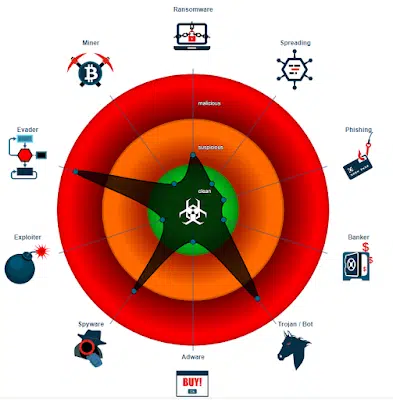 Ransomware
Miner
Spreading
malicious
Evader
suspicious
Phishing
clean
Exploiter
Banker
$
$
Spyware
Trojan / Bot
Adware
BUY!